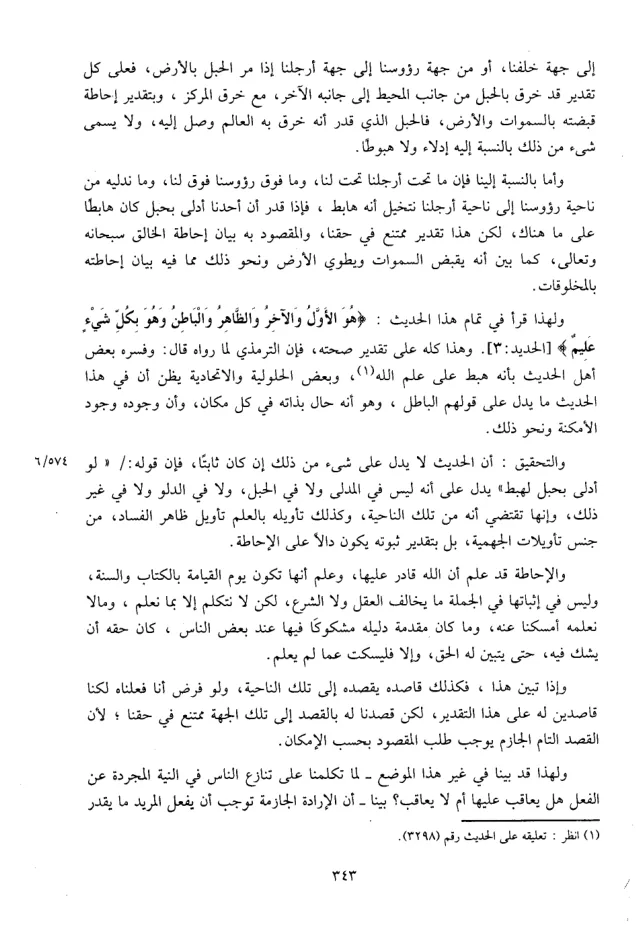 إلى جهة خلفنا، أو من جهة رؤوسنا إلى جهة أرجلنا إذا مر الحبل بالأرض، فعلى كل
تقدير قد خرق بالحبل من جانب المحيط إلى جانبه الآخر، مع خرق المركز ، وبتقدير إحاطة
قبضته بالسموات والأرض، فالحبل الذي قدر أنه خرق به العالم وصل إليه، ولا يسمى
شىء من ذلك بالنسبة إليه إدلاء ولا هبوطًا.
وأما بالنسبة إلينا فإن ما تحت أرجلنا تحت لنا، وما فوق رؤوسنا فوق لنا، وما ندليه من
ناحية رؤوسنا إلى ناحية أرجلنا نتخيل أنه هابط ، فإذا قدر أن أحدنا أدلى بحبل كان هابطًا
على ما هناك، لكن هذا تقدير ممتنع في حقنا، والمقصود به بيان إحاطة الخالق سبحانه
وتعالى، كما بين أنه يقبض السموات ويطوي الأرض ونحو ذلك مما فيه بيان إحاطته
بالمخلوقات.
ولهذا قرأ في تمام هذا الحديث : ﴿هُوَ الأَوَّلُ وَالآخِرُ وَالظَّاهِرُ وَالْبَاطِنُ وَهُوَ بِكُلِّ شَيْءٍ
عَلِيمٌ﴾ [الحديد:٣]. وهذا كله على تقدير صحته، فإن الترمذي لما رواه قال: وفسره بعض
أهل الحديث بأنه هبط على علم الله(١)، وبعض الحلولية والاتحادية يظن أن في هذا
الحديث ما يدل على قولهم الباطل ، وهو أنه حال بذاته في كل مكان، وأن وجوده وجود
الأمكنة ونحو ذلك.
والتحقيق : أن الحديث لا يدل على شىء من ذلك إن كان ثابتًا، فإن قوله:/ « لو ٦/٥٧٤
أدلى بحبل لهبط» يدل على أنه ليس في المدلى ولا في الحبل، ولا في الدلو ولا في غير
ذلك، وإنها تقتضي أنه من تلك الناحية، وكذلك تأويله بالعلم تأويل ظاهر الفساد، من
جنس تأويلات الجهمية، بل بتقدير ثبوته يكون دالاً على الإحاطة.
والإحاطة قد علم أن الله قادر عليها، وعلم أنها تكون يوم القيامة بالكتاب والسنة،
وليس في إثباتها في الجملة ما يخالف العقل ولا الشرع، لكن لا نتكلم إلا بما نعلم ، ومالا
نعلمه أمسكنا عنه، وما كان مقدمة دليله مشكوكًا فيها عند بعض الناس ، كان حقه أن
يشك فيه، حتى يتبين له الحق، وإلا فليسكت عما لم يعلم.
وإذا تبين هذا ، فكذلك قاصده يقصده إلى تلك الناحية، ولو فرض أنا فعلناه لكنا
قاصدين له على هذا التقدير، لكن قصدنا له بالقصد إلى تلك الجهة ممتنع في حقنا ؛ لأن
القصد التام الجازم يوجب طلب المقصود بحسب الإمكان.
ولهذا قد بينا في غير هذا الموضع ـ لما تكلمنا على تنازع الناس في النية المجردة عن
الفعل هل يعاقب عليها أم لا يعاقب؟ بينا ـ أن الإرادة الجازمة توجب أن يفعل المريد ما يقدر
(١) انظر : تعليقه على الحديث رقم (٣٢٩٨).
٣٤٣